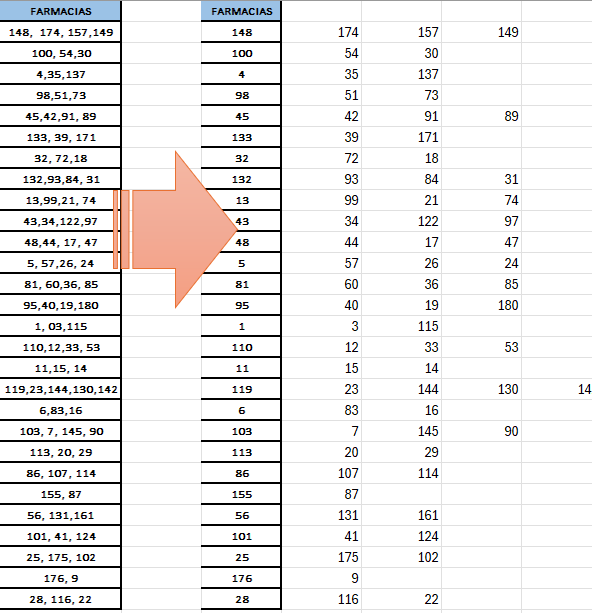 FARMACIAS FARMACIAS
148, 174, 157,149 148 174 157 149
100, 54,30 100 54 30
4,35,137 4 35 137
98,51,73 98 51 73
45,42,91, 89 45 42 91 89
133, 39, 171 133 39 171
32, 72,18 32 72 18
132,93,84, 31 132 93 84 31
13,99,21, 74 13 99 21 74
43,34,122,97 43 34 122 97
48,44, 17, 47 48 44 17 47
5, 57,26, 24 5 57 26 24
81, 60,36, 85 81 60 36 85
95,40,19,180 95 40 19 180
1, 03,115 1 3 115
110,12,33, 53 110 12 33 53
11,15, 14 11 15 14
119,23,144,130,142 119 23 144 130 14
6,83,16 6 83 16
103, 7, 145, 90 103 7 145 90
113, 20, 29 113 20 29
86, 107, 114 86 107 114
155, 87 155 87
56, 131,161 56 131 161
101, 41, 124 101 41 124
25, 175, 102 25 175 102
176, 9 176 9
28, 116, 22 28 116 22